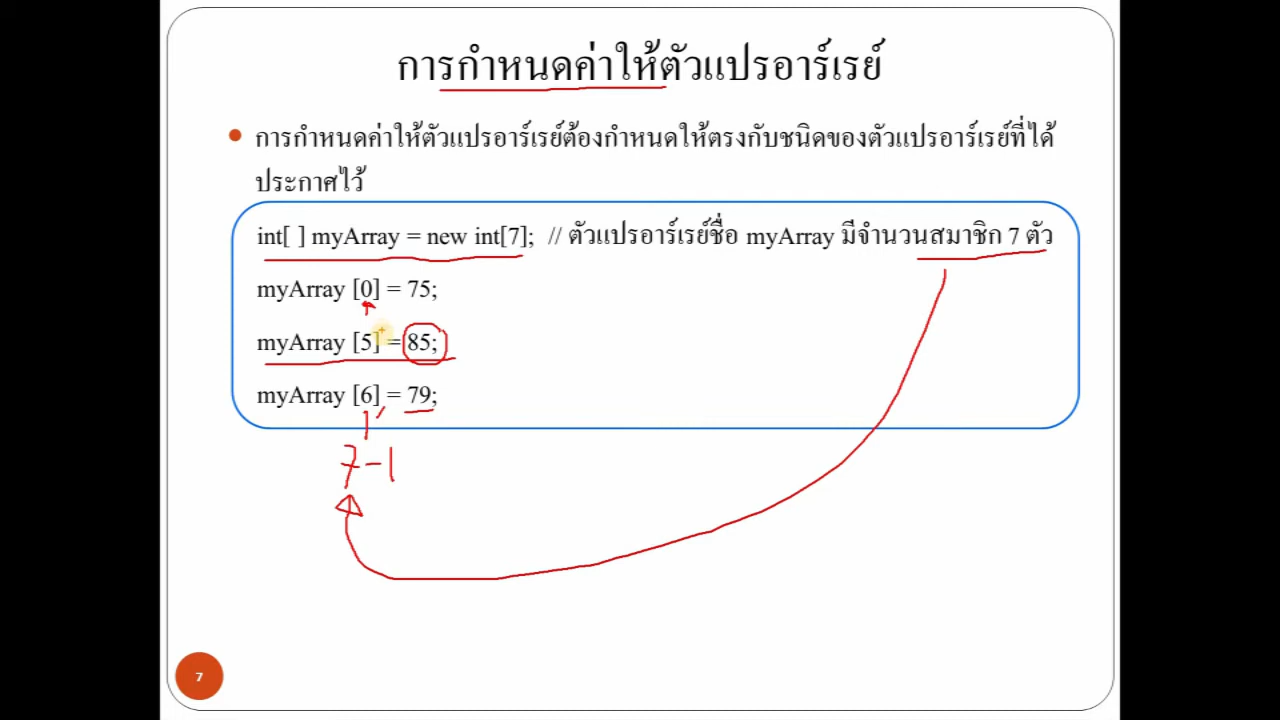 การกำหนดค่าให้ตัวแปรอาร์เรย์
การกำหนดค่าให้ตัวแปรอาร์เรย์ต้องกำหนดให้ตรงกับชนิดของตัวแปรอาร์เรย์ที่ได้
ประกาศไว้
int[ ] myArray = new int[7]; // ตัวแปรอาร์เรย์ชื่อ myArray มีจำนวนสมาชิก 7 ตัว
myArray [0] = 75;
myArray [5] = 85;
myArray [6] = 79;
7-1
7